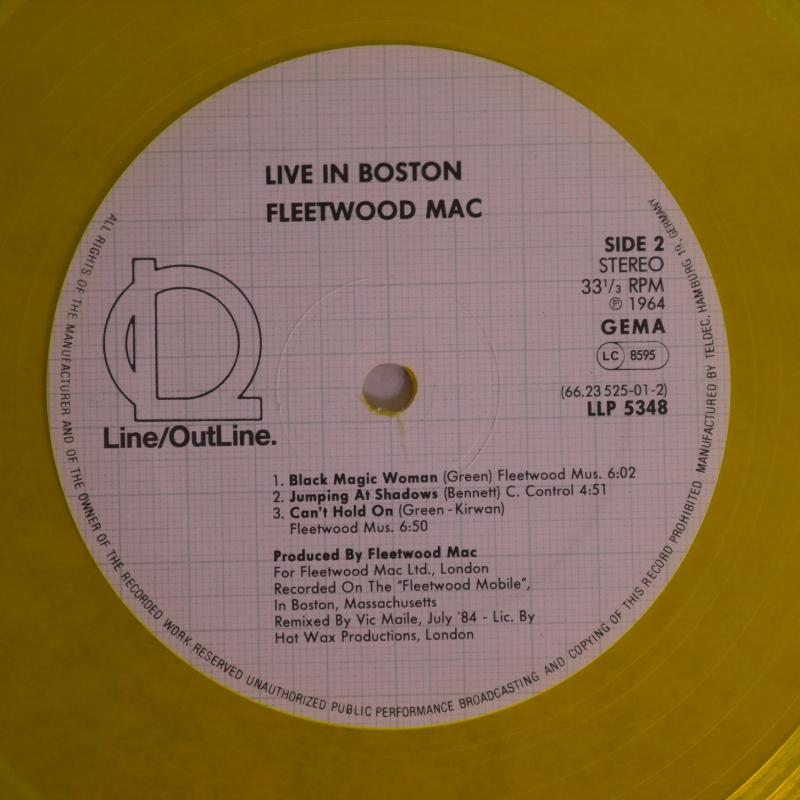 LIVE IN BOSTON
FLEETWOOD MAC
SIDE 2
STEREO
33 1/3 RPM
℗ 1964
GEMA
LC 8595
(66.23 525-01-2)
LLP 5348
Line/OutLine.
1. Black Magic Woman (Green) Fleetwood Mus. 6:02
2. Jumping At Shadows (Bennett) C. Control 4:51
3. Can't Hold On (Green - Kirwan)
Fleetwood Mus. 6:50
Produced By Fleetwood Mac
For Fleetwood Mac Ltd., London
Recorded On The "Fleetwood Mobile",
In Boston, Massachusetts
Remixed By Vic Maile, July '84 - Lic. By
Hot Wax Productions, London
ALL RIGHTS OF THE MANUFACTURER AND OF THE OWNER OF THE RECORDED WORK RESERVED UNAUTHORIZED PUBLIC PERFORMANCE BROADCASTING AND COPYING OF THIS RECORD PROHIBITED. MANUFACTURED BY TELDEC, HAMBURG 19, GERMANY